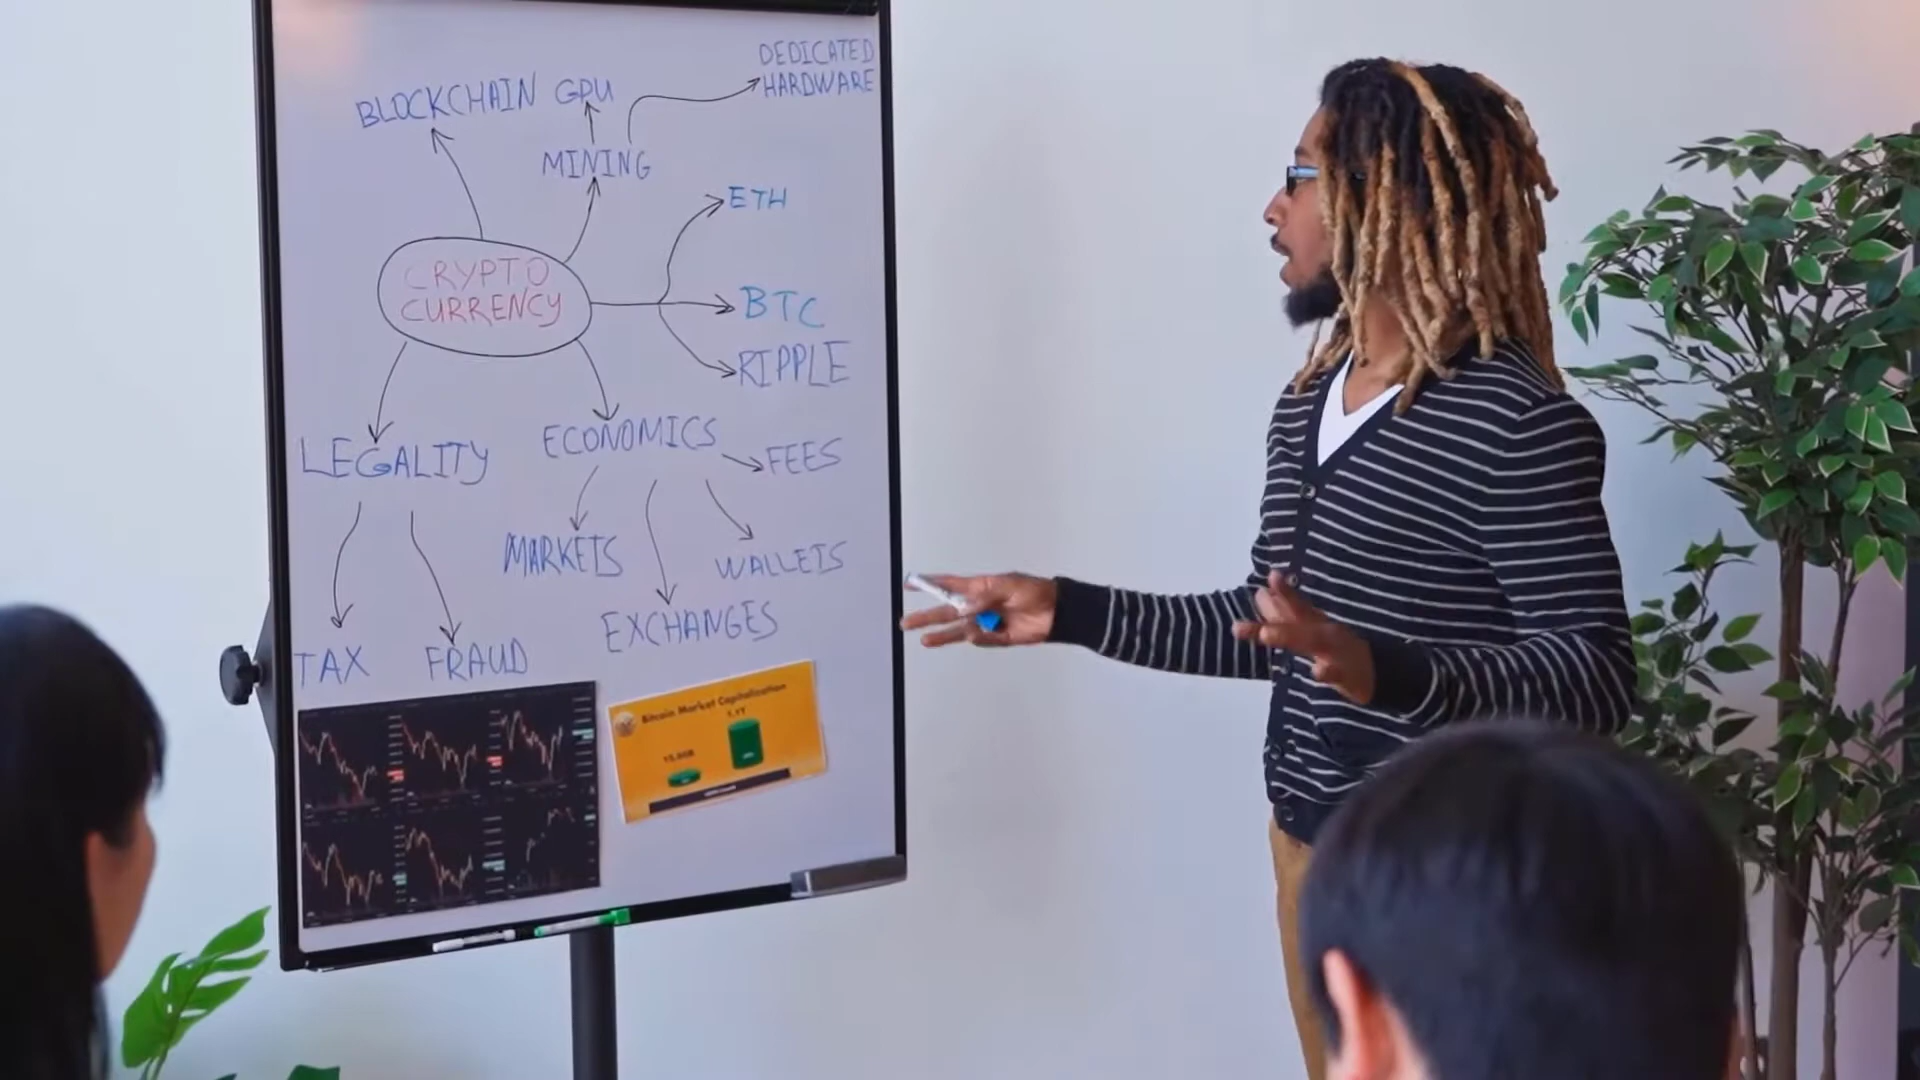 DEDICATED
HARDWARE
BLOCKCHAIN GPU
MINING
ETH
CRYPTO
CURRENCY
BTC
RIPPLE
LEGALITY
ECONOMICS
FEES
MARKETS
WALLETS
EXCHANGES
TAX
FRAUD
Bitcoin Market Capitalization